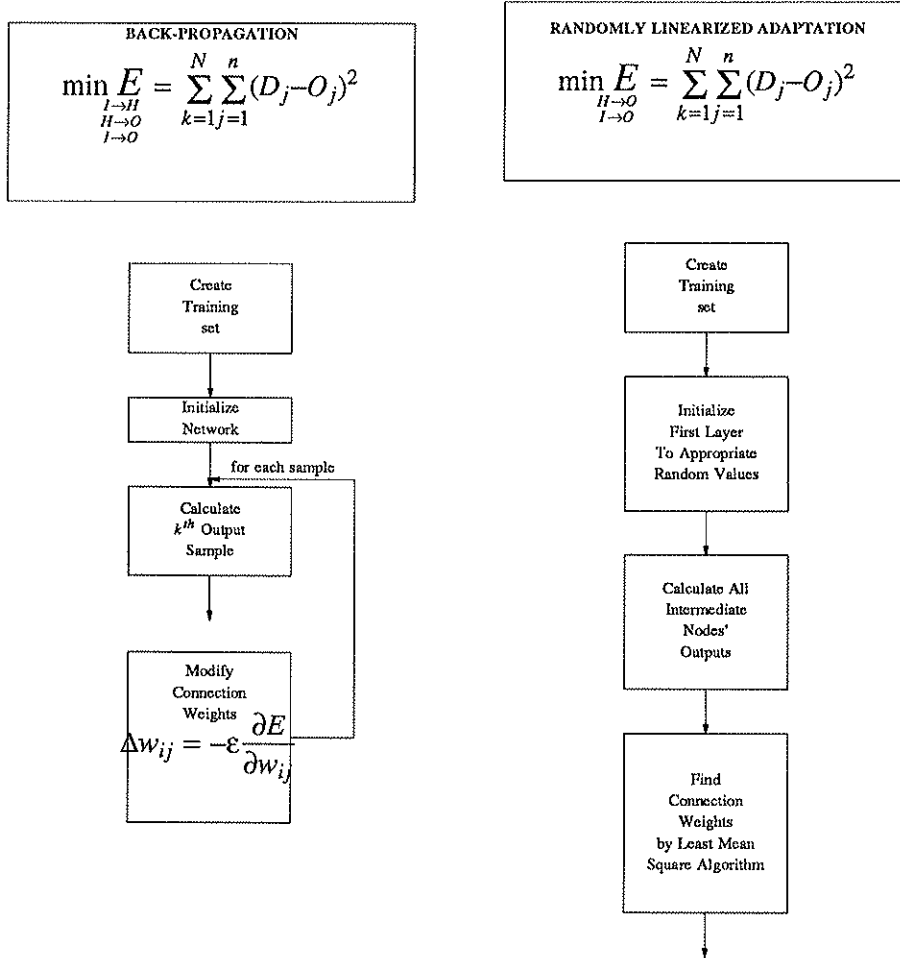 BACK-PROPAGATION
min E = Σ Σ (D_j–O_j)²
I→H
H→O
I→O
N n
k=1 j=1
Create
Training
set
Initialize
Network
for each sample
Calculate
k^th Output
Sample
Modify
Connection
Weights
Δw_ij = –ε ∂E/∂w_ij
RANDOMLY LINEARIZED ADAPTATION
min E = Σ Σ (D_j–O_j)²
H→O
I→O
N n
k=1 j=1
Create
Training
set
Initialize
First Layer
To Appropriate
Random Values
Calculate All
Intermediate
Nodes'
Outputs
Find
Connection
Weights
by Least Mean
Square Algorithm